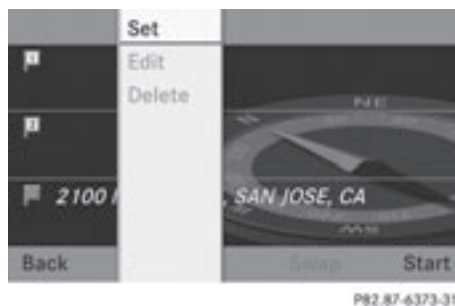 Set
Edit
Delete
NE
2100 , SAN JOSE, CA
Back Swap Start
P82.87-6373-31